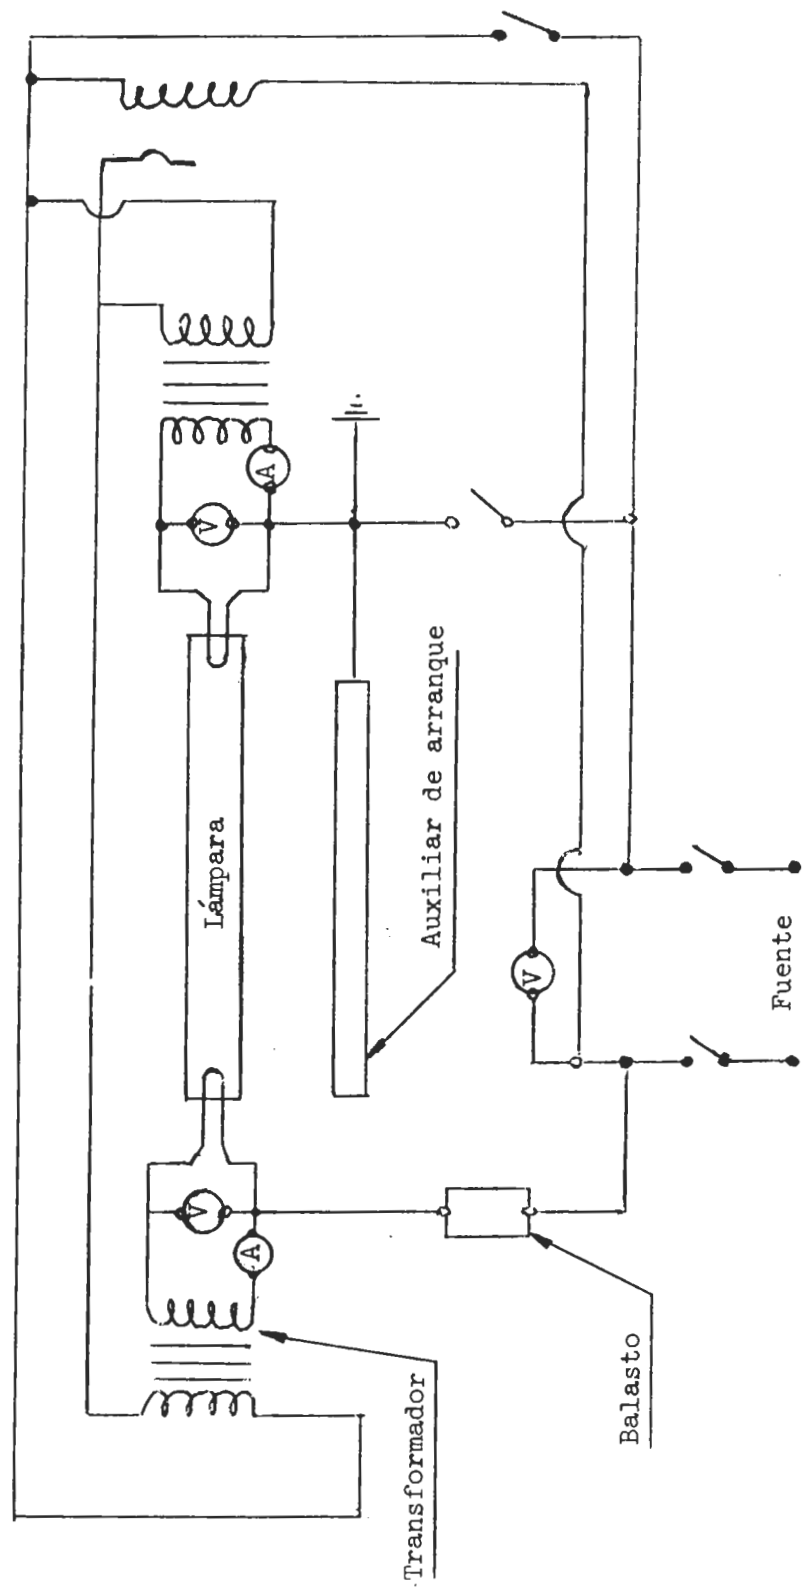 Lámpara
Auxiliar de arranque
Fuente
Transformador
Balasto
V
A
V
V
A